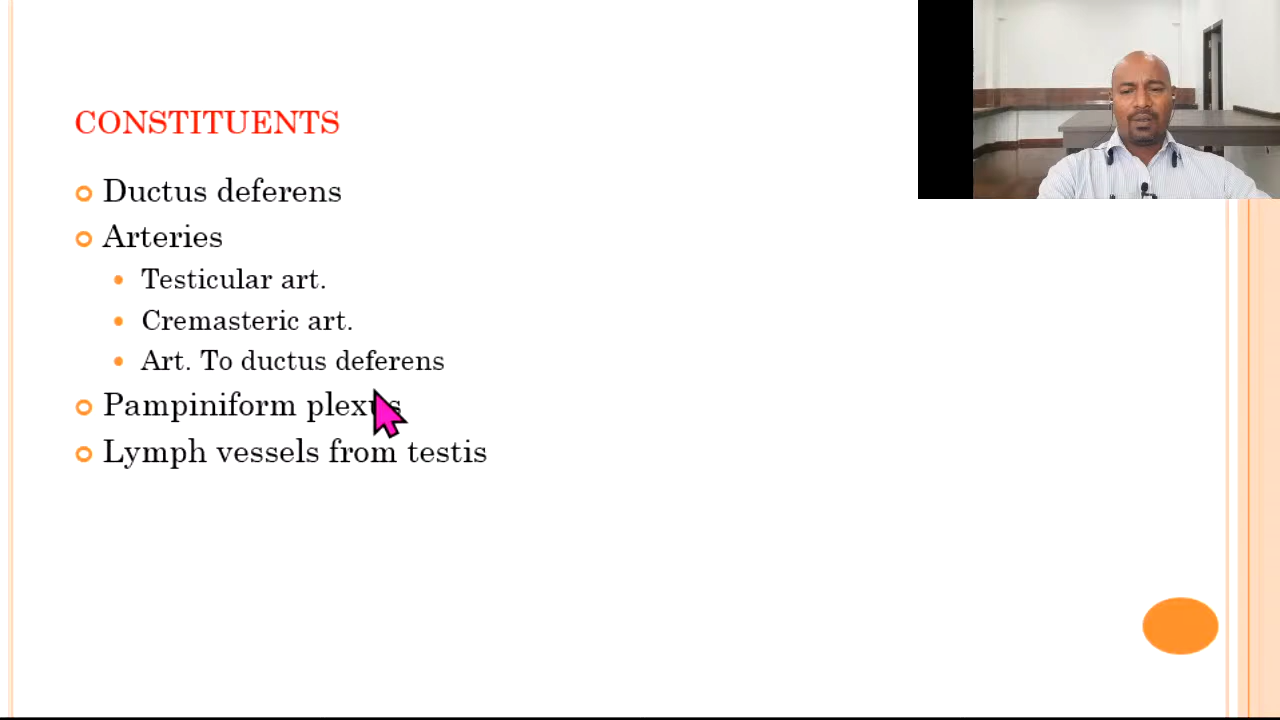 CONSTITUENTS
Ductus deferens
Arteries
Testicular art.
Cremasteric art.
Art. To ductus deferens
Pampiniform plexus
Lymph vessels from testis